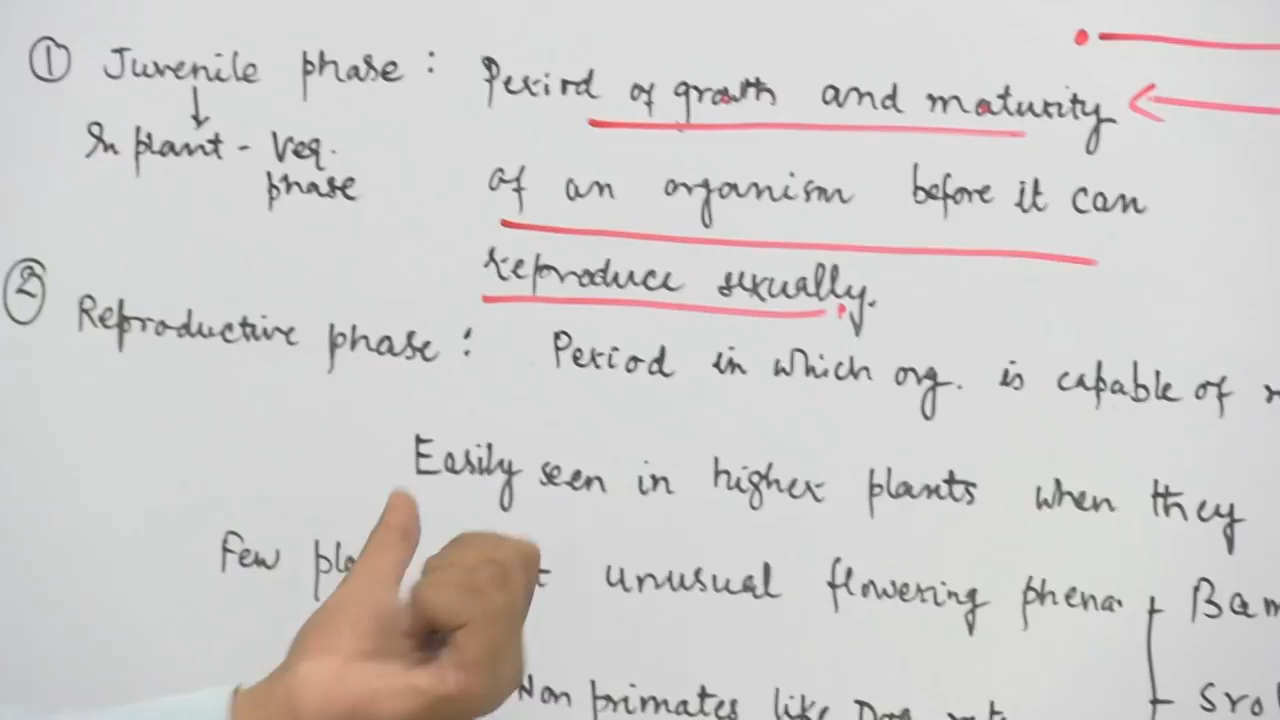 ① Juvenile phase : Period of growth and maturity
In plant - Veg.
phase
of an organism before it can
reproduce sexually.
② Reproductive phase : Period in which org. is capable of
Easily seen in higher plants when they
Few unusual flowering
Non primates like